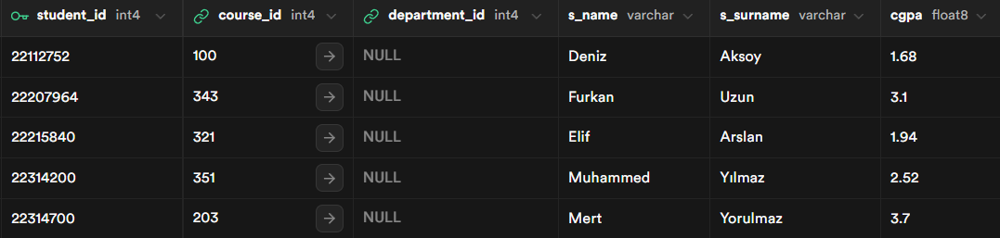 student_id int4 course_id int4 department_id int4 s_name varchar s_surname varchar cgpa float8
22112752 100 NULL Deniz Aksoy 1.68
22207964 343 NULL Furkan Uzun 3.1
22215840 321 NULL Elif Arslan 1.94
22314200 351 NULL Muhammed Yılmaz 2.52
22314700 203 NULL Mert Yorulmaz 3.7